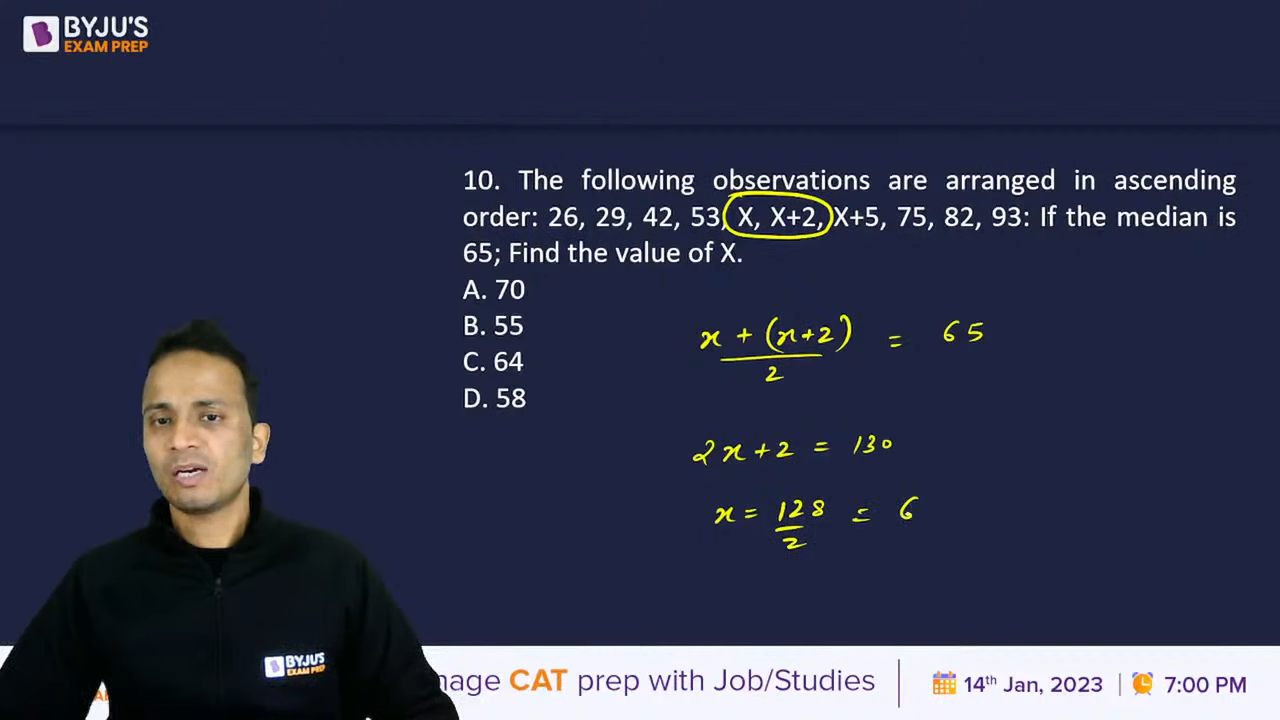 BYJU'S
EXAM PREP
10. The following observations are arranged in ascending
order: 26, 29, 42, 53, X, X+2, X+5, 75, 82, 93: If the median is
65; Find the value of X.
A. 70
B. 55
C. 64
D. 58
x + (x+2) / 2 = 65
2x + 2 = 130
x = 128 / 2 = 6
BYJU'S
EXAM PREP
nage CAT prep with Job/Studies
14th Jan, 2023 | 7:00 PM